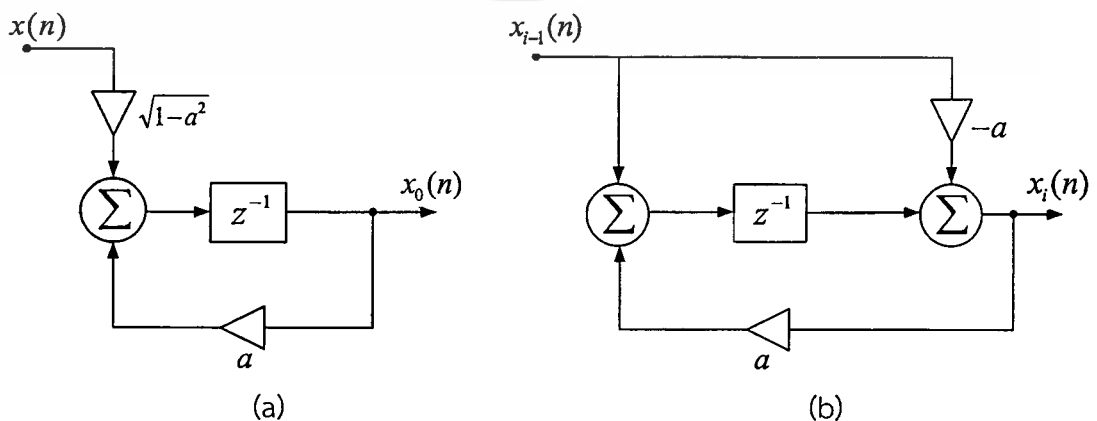 x(n)
√1−a²
Σ
z⁻¹
x₀(n)
a
(a)
xᵢ₋₁(n)
−a
Σ
z⁻¹
Σ
xᵢ(n)
a
(b)